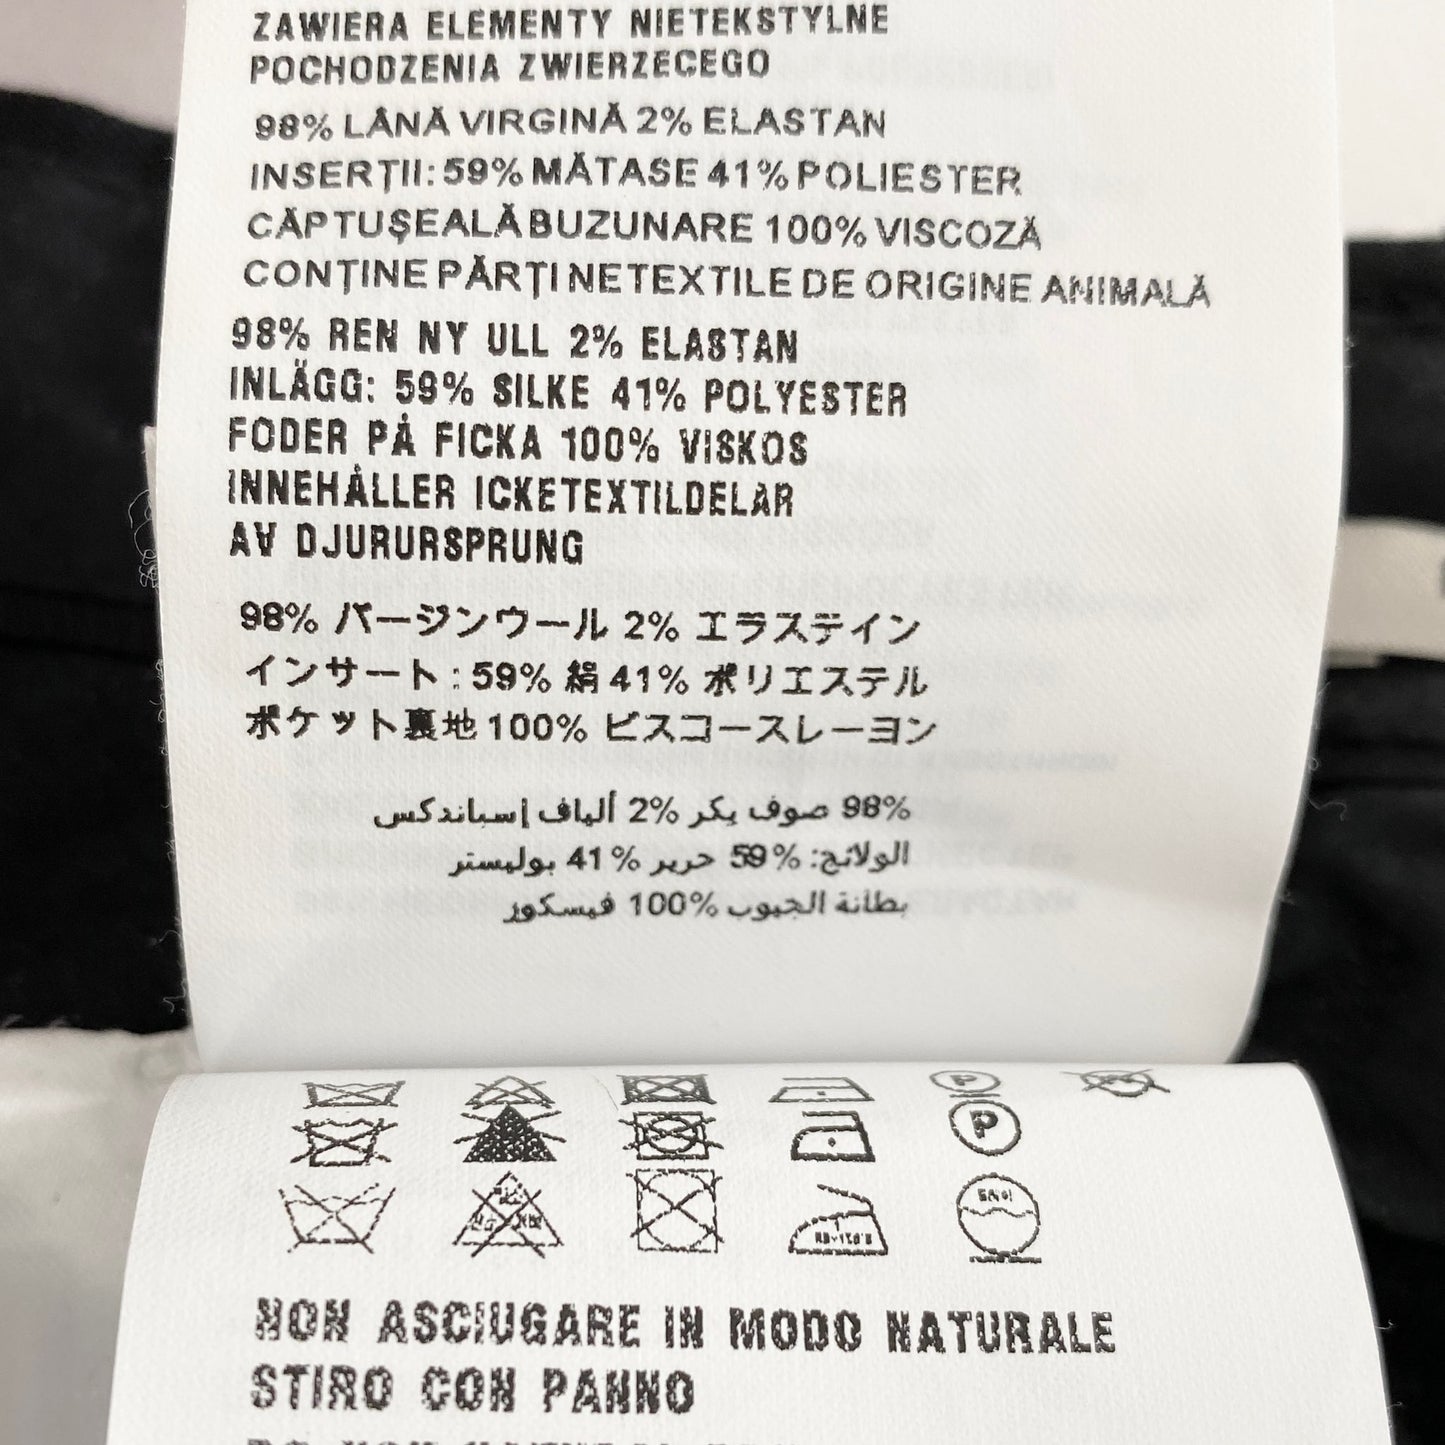 ZAWIERA ELEMENTY NIETEKSTYLNE
POCHODZENIA ZWIERZECEGO
98% LÂNĂ VIRGINĂ 2% ELASTAN
INSERȚII: 59% MĂTASE 41% POLIESTER
CĂPTUȘEALĂ BUZUNARE 100% VISCOZĂ
CONȚINE PĂRȚI NETEXTILE DE ORIGINE ANIMALĂ
98% REN NY ULL 2% ELASTAN
INLÄGG: 59% SILKE 41% POLYESTER
FODER PÅ FICKA 100% VISKOS
INNEHÅLLER ICKETEXTILDELAR
AV DJURURSPRUNG
98% バージンウール 2% エラステイン
インサート : 59% 絹 41% ポリエステル
ポケット裏地 100% ビスコースレーヨン
98% صوف بكر 2% ألياف إسباندكس
الولائج: 59% حرير 41% بوليستر
بطانة الجيوب 100% فيسكوز
P
P
NON ASCIUGARE IN MODO NATURALE
STIRO CON PANNO